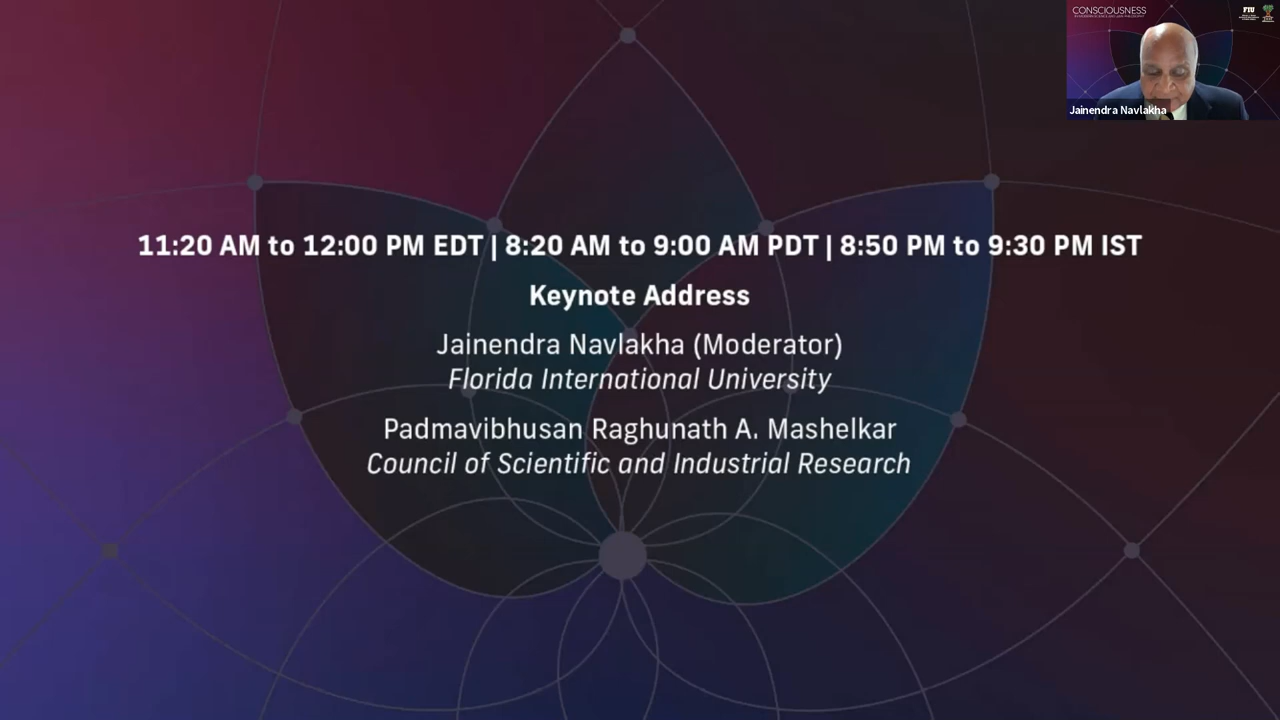 CONSCIOUSNESS
FIU
Jainendra Navlakha
11:20 AM to 12:00 PM EDT | 8:20 AM to 9:00 AM PDT | 8:50 PM to 9:30 PM IST
Keynote Address
Jainendra Navlakha (Moderator)
Florida International University
Padmavibhusan Raghunath A. Mashelkar
Council of Scientific and Industrial Research